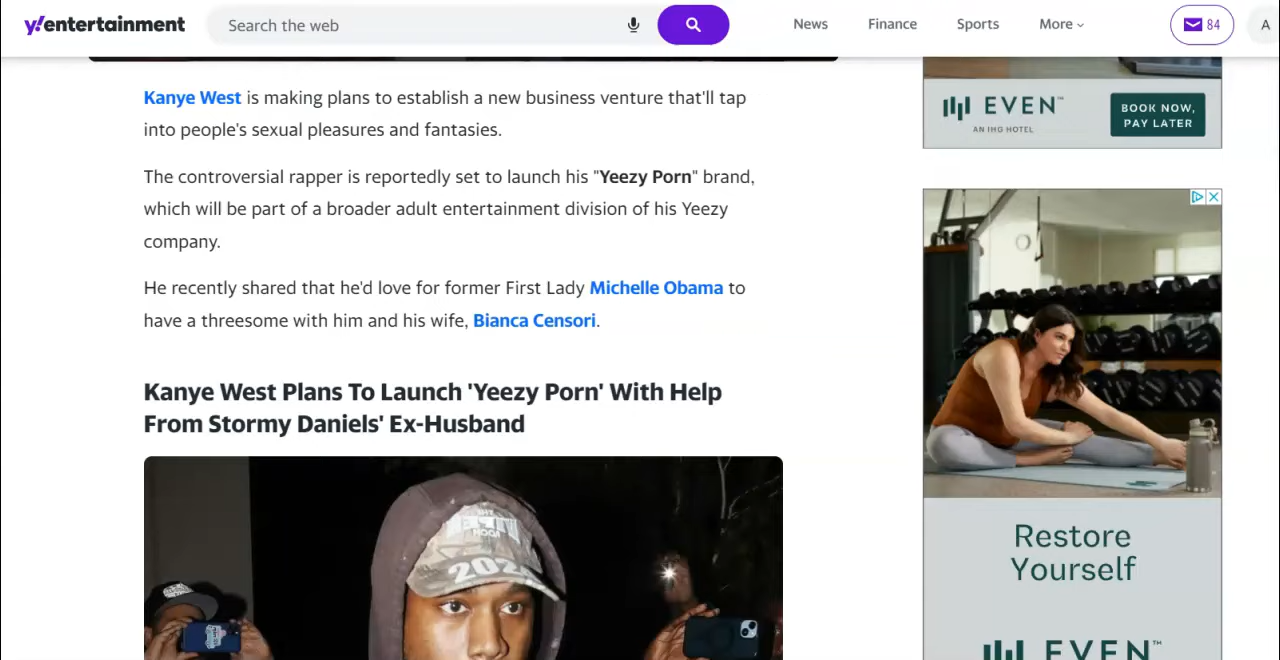 y!entertainment
Search the web
News
Finance
Sports
More
84
A
Kanye West is making plans to establish a new business venture that'll tap
into people's sexual pleasures and fantasies.
The controversial rapper is reportedly set to launch his "Yeezy Porn" brand,
which will be part of a broader adult entertainment division of his Yeezy
company.
He recently shared that he'd love for former First Lady Michelle Obama to
have a threesome with him and his wife, Bianca Censori.
Kanye West Plans To Launch 'Yeezy Porn' With Help
From Stormy Daniels' Ex-Husband
2024
EVEN™
AN IHG HOTEL
BOOK NOW,
PAY LATER
Restore
Yourself
EVEN™